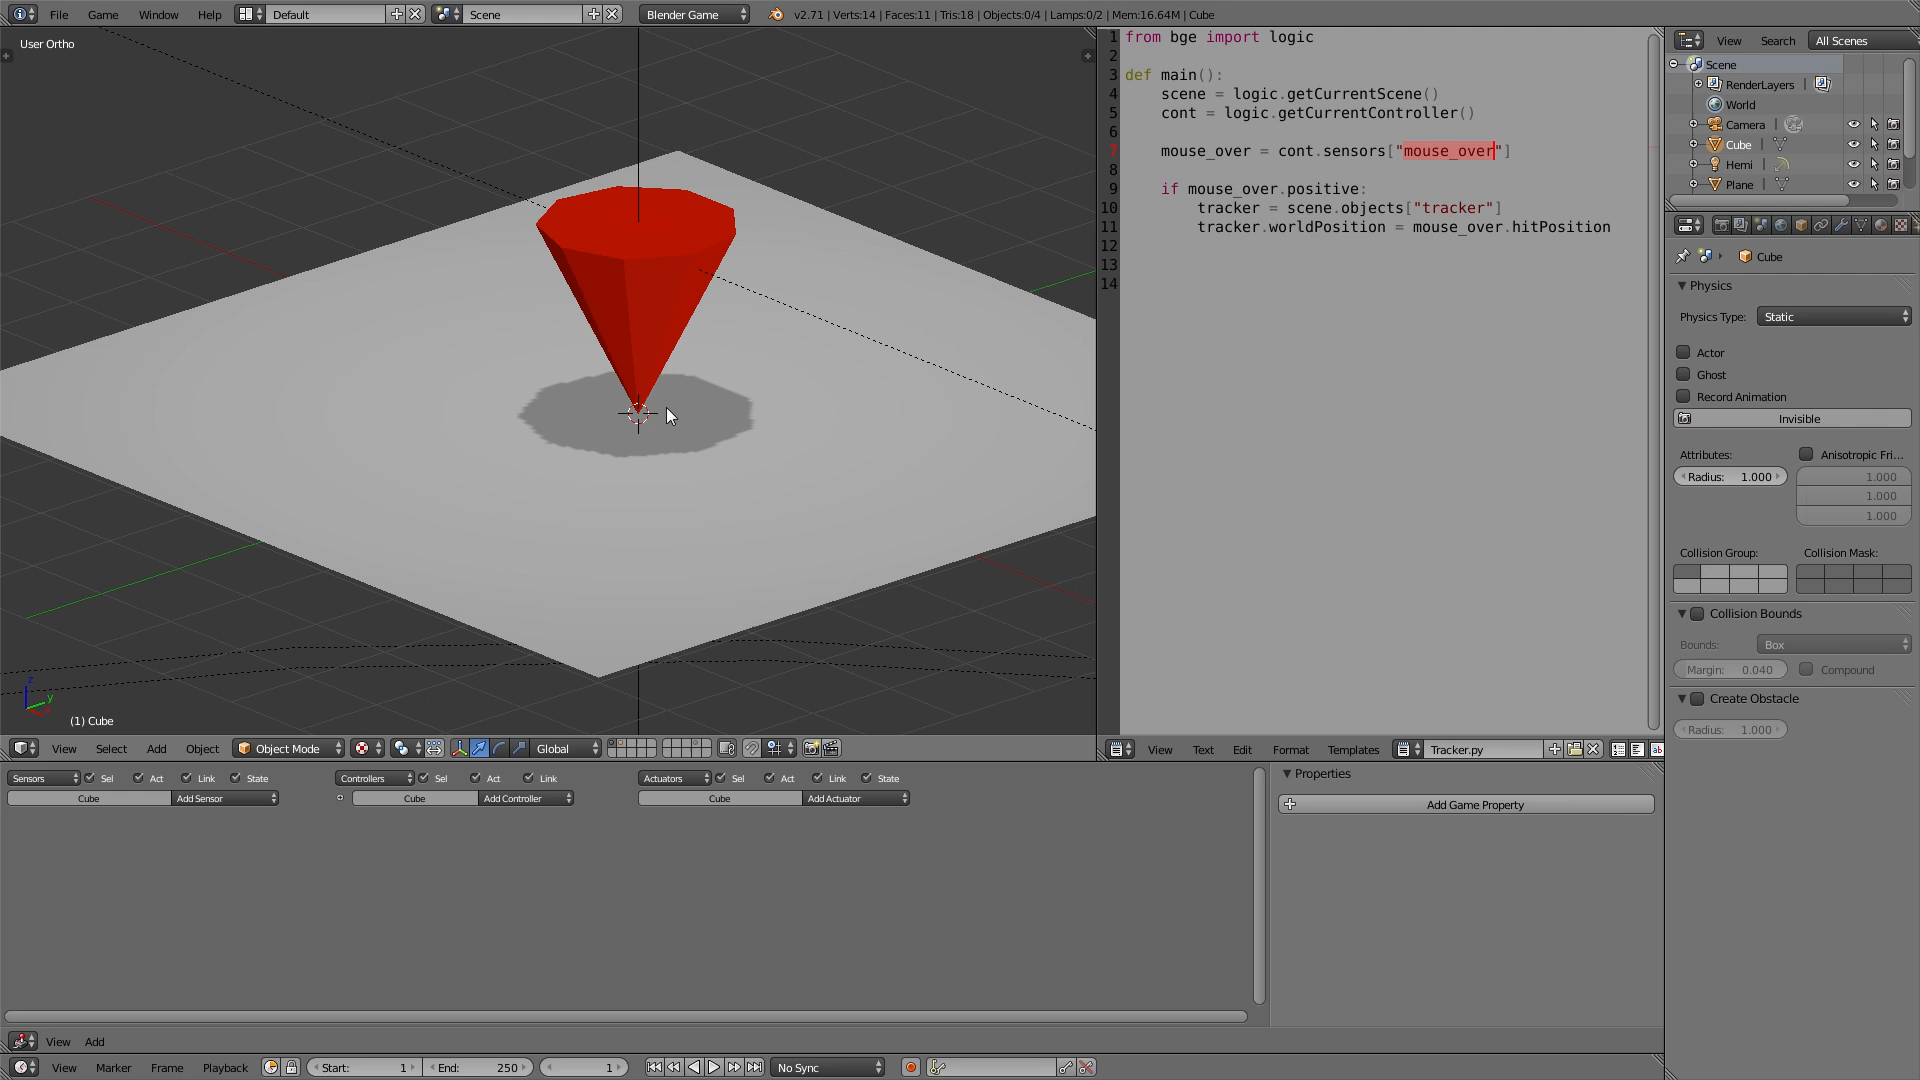 File Game Window Help Default Scene Blender Game v2.71 | Verts:14 | Faces:11 | Tris:18 | Objects:0/4 | Lamps:0/2 | Mem:16.64M | Cube
User Ortho
(1) Cube
View Select Add Object Object Mode Global
1 from bge import logic
2
3 def main():
4 scene = logic.getCurrentScene()
5 cont = logic.getCurrentController()
6
7 mouse_over = cont.sensors["mouse_over"]
8
9 if mouse_over.positive:
10 tracker = scene.objects["tracker"]
11 tracker.worldPosition = mouse_over.hitPosition
12
13
14
View Text Edit Format Templates Tracker.py
View Search All Scenes
Scene
RenderLayers |
World
Camera |
Cube |
Hemi |
Plane |
Cube
Physics
Physics Type: Static
Actor
Ghost
Record Animation
Invisible
Attributes: Anisotropic Fri...
Radius: 1.000 1.000
1.000
1.000
Collision Group: Collision Mask:
Collision Bounds
Bounds: Box
Margin: 0.040 Compound
Create Obstacle
Radius: 1.000
Sensors Sel Act Link State Controllers Sel Act Link Actuators Sel Act Link State
Cube Add Sensor Cube Add Controller Cube Add Actuator
Properties
Add Game Property
View Add
View Marker Frame Playback Start: 1 End: 250 1 No Sync
z
y